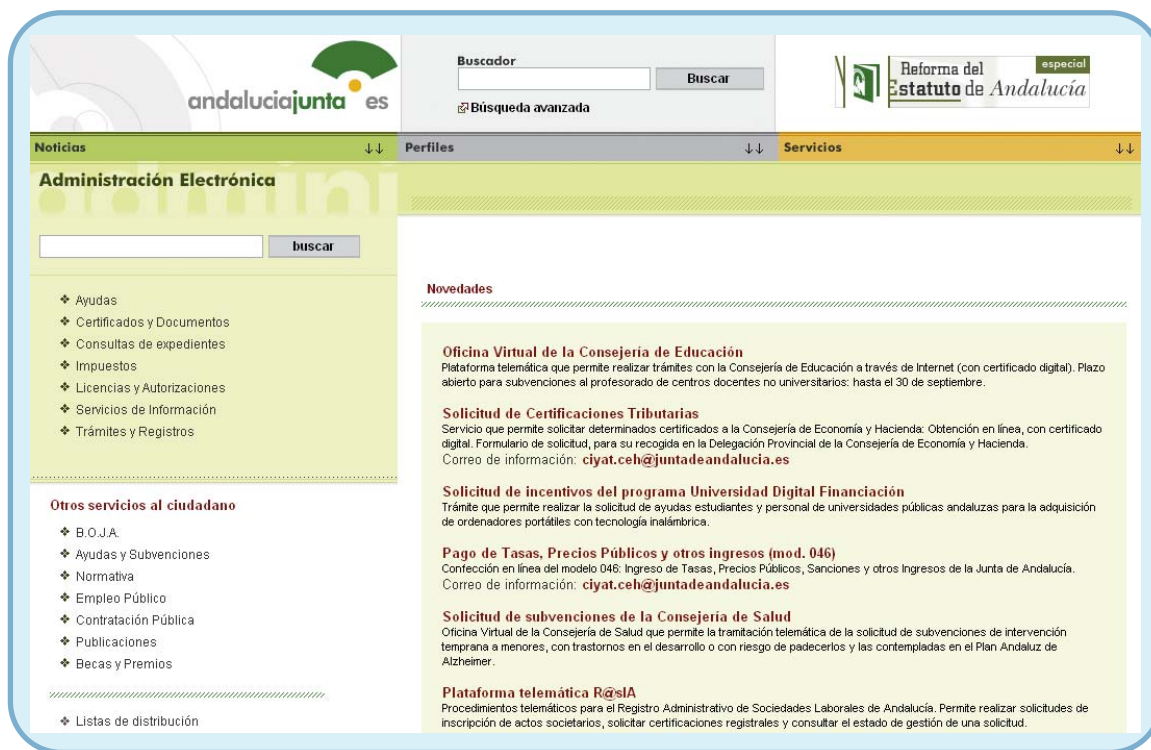 andaluciajunta es
Buscador
Buscar
Búsqueda avanzada
especial
Reforma del
Estatuto de Andalucía
Noticias
Perfiles
Servicios
admini
Administración Electrónica
buscar
Ayudas
Certificados y Documentos
Consultas de expedientes
Impuestos
Licencias y Autorizaciones
Servicios de Información
Trámites y Registros
Otros servicios al ciudadano
B.O.J.A.
Ayudas y Subvenciones
Normativa
Empleo Público
Contratación Pública
Publicaciones
Becas y Premios
Listas de distribución
Novedades
Oficina Virtual de la Consejería de Educación
Plataforma telemática que permite realizar trámites con la Consejería de Educación a través de Internet (con certificado digital). Plazo
abierto para subvenciones al profesorado de centros docentes no universitarios: hasta el 30 de septiembre.
Solicitud de Certificaciones Tributarias
Servicio que permite solicitar determinados certificados a la Consejería de Economía y Hacienda: Obtención en línea, con certificado
digital. Formulario de solicitud, para su recogida en la Delegación Provincial de la Consejería de Economía y Hacienda.
Correo de información: ciyat.ceh@juntadeandalucia.es
Solicitud de incentivos del programa Universidad Digital Financiación
Trámite que permite realizar la solicitud de ayudas estudiantes y personal de universidades públicas andaluzas para la adquisición
de ordenadores portátiles con tecnología inalámbrica.
Pago de Tasas, Precios Públicos y otros ingresos (mod. 046)
Confección en línea del modelo 046: Ingreso de Tasas, Precios Públicos, Sanciones y otros Ingresos de la Junta de Andalucía.
Correo de información: ciyat.ceh@juntadeandalucia.es
Solicitud de subvenciones de la Consejería de Salud
Oficina Virtual de la Consejería de Salud que permite la tramitación telemática de la solicitud de subvenciones de intervención
temprana a menores, con trastornos en el desarrollo o con riesgo de padecerlos y las contempladas en el Plan Andaluz de
Alzheimer.
Plataforma telemática R@sIA
Procedimientos telemáticos para el Registro Administrativo de Sociedades Laborales de Andalucía. Permite realizar solicitudes de
inscripción de actos societarios, solicitar certificaciones registrales y consultar el estado de gestión de una solicitud.